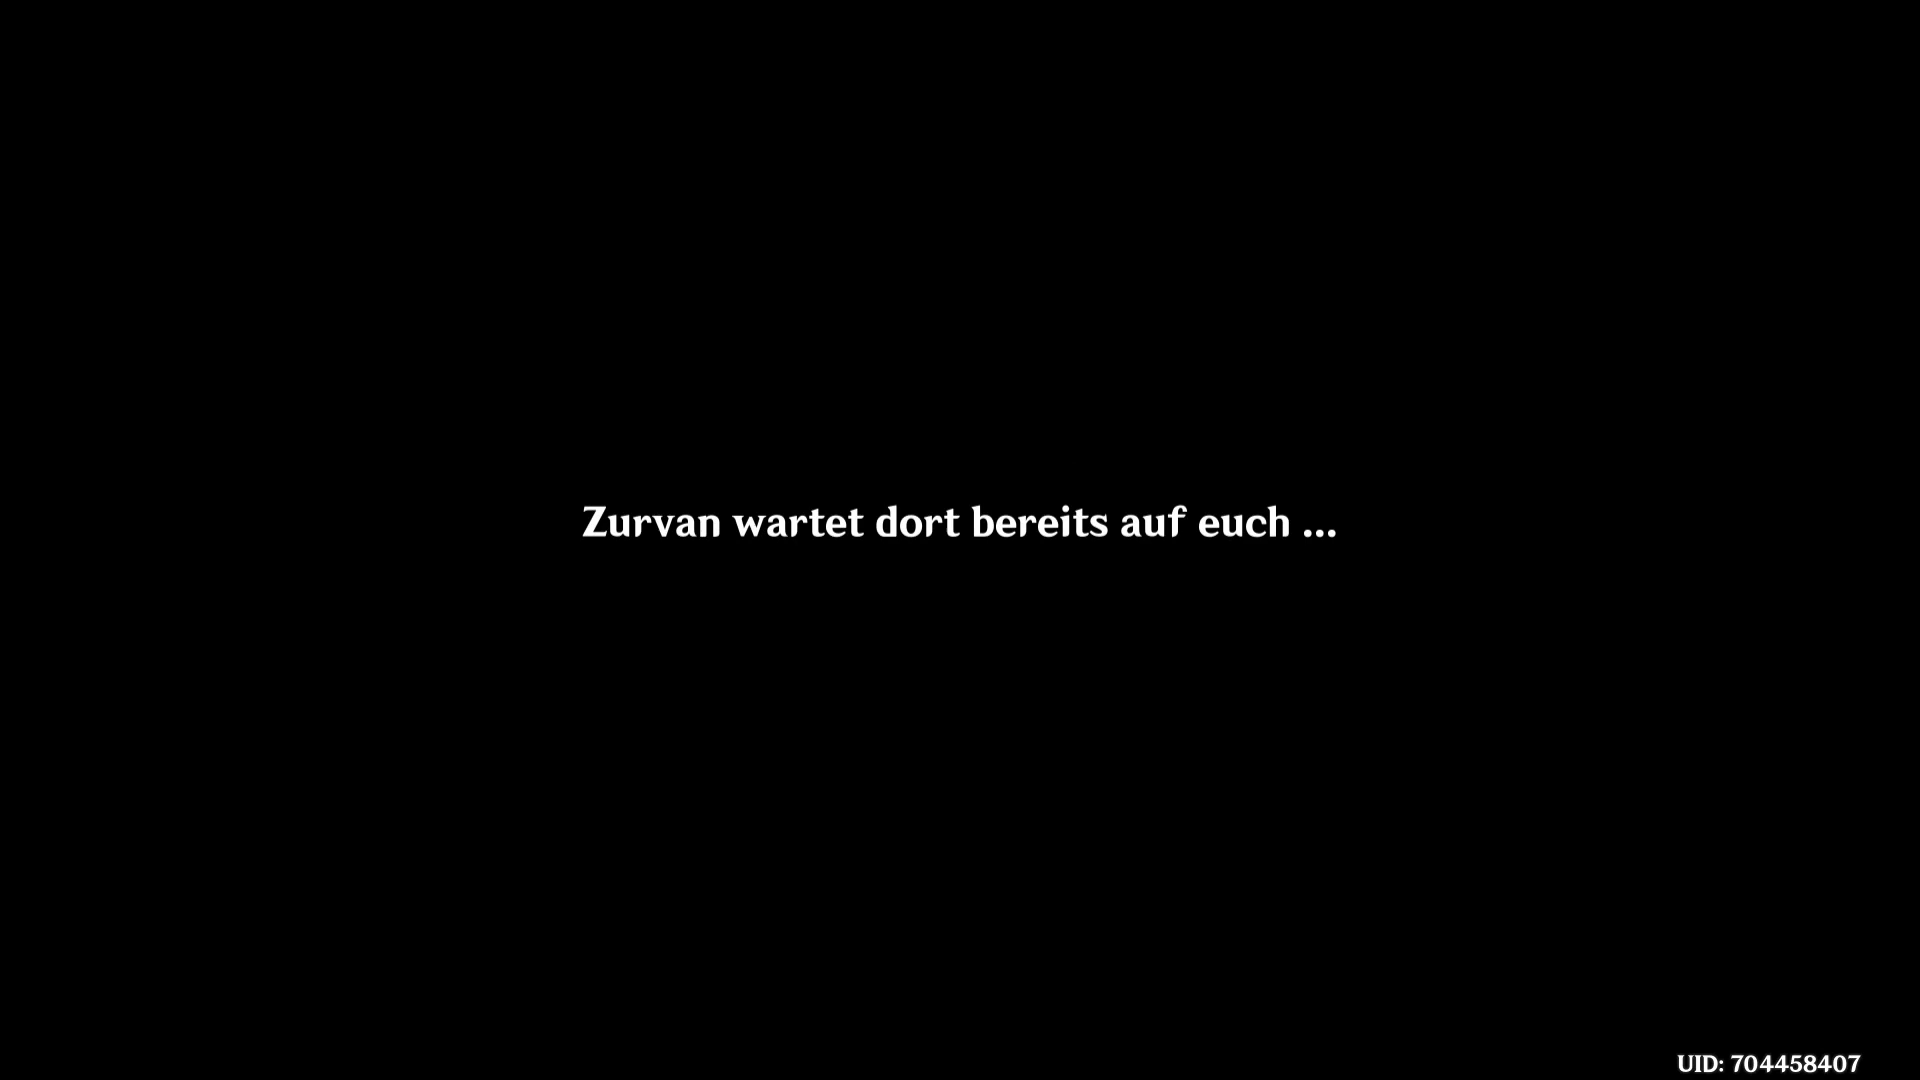 Zurvan wartet dort bereits auf euch ...
UID: 704458407